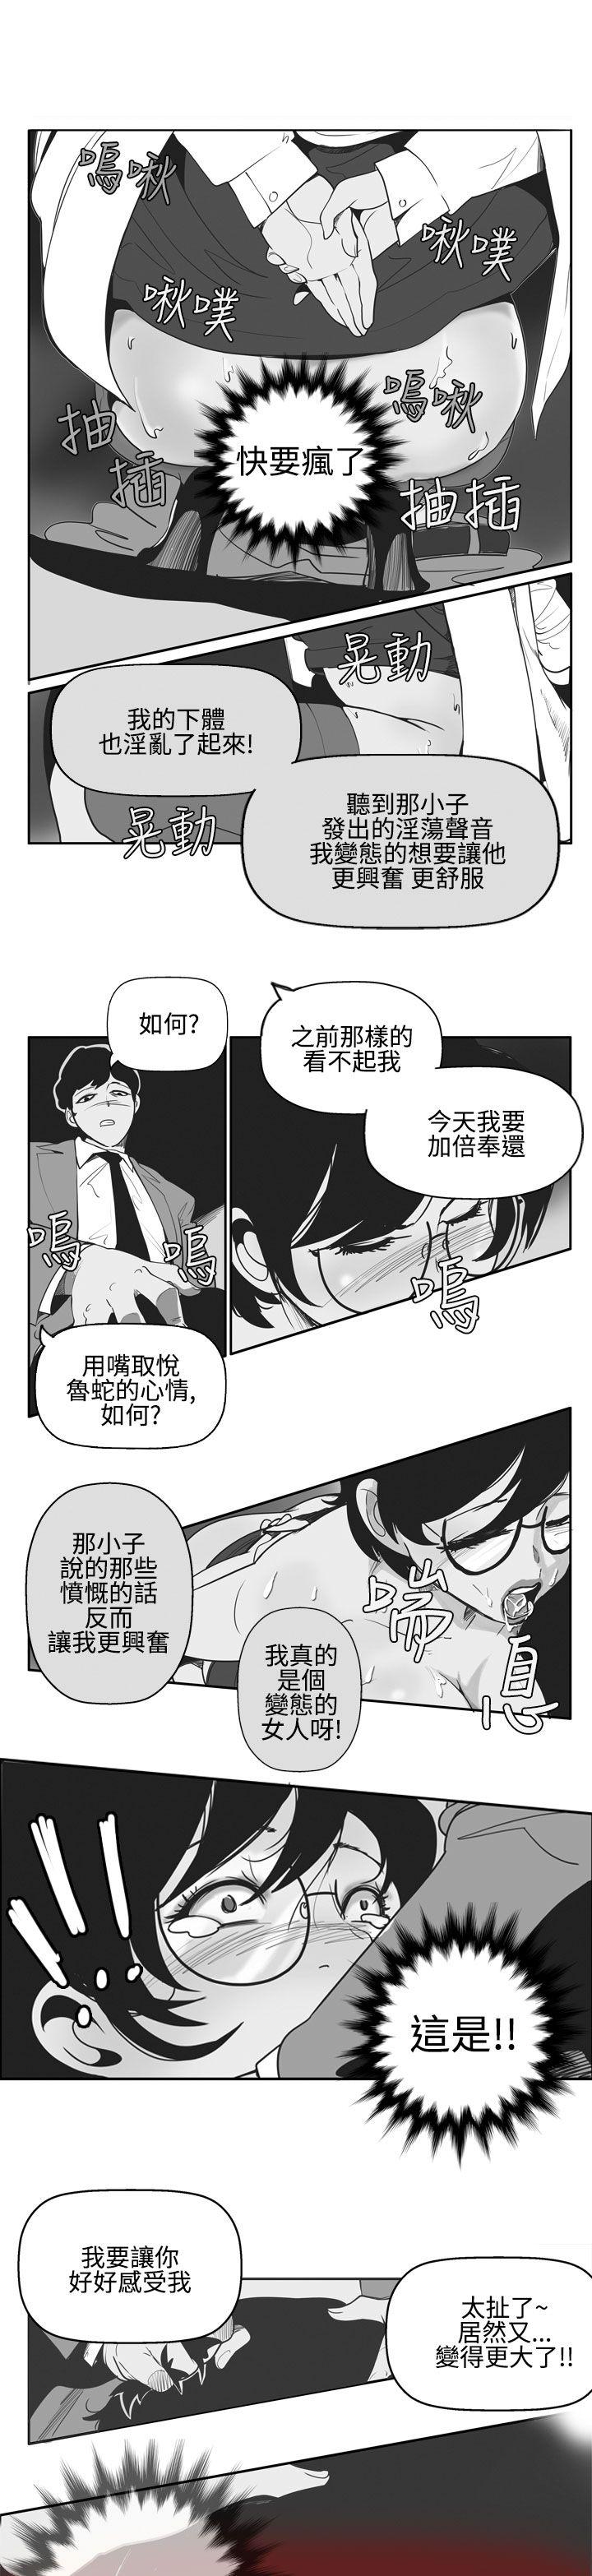 嗚啾
啾噗
啾噗
嗚啾
抽插
快要瘋了
抽插
晃動
我的下體
也淫亂了起來!
晃動
聽到那小子
發出的淫蕩聲音
我變態的想要讓他
更興奮 更舒服
如何?
之前那樣的
看不起我
今天我要
加倍奉還
嗚
嗚
嗚
用嘴取悅
魯蛇的心情,
如何?
那小子
說的那些
憤慨的話
反而
讓我更興奮
喘
息
我真的
是個
變態的
女人呀!
!!
這是!!
我要讓你
好好感受我
太扯了~
居然又...
變得更大了!!